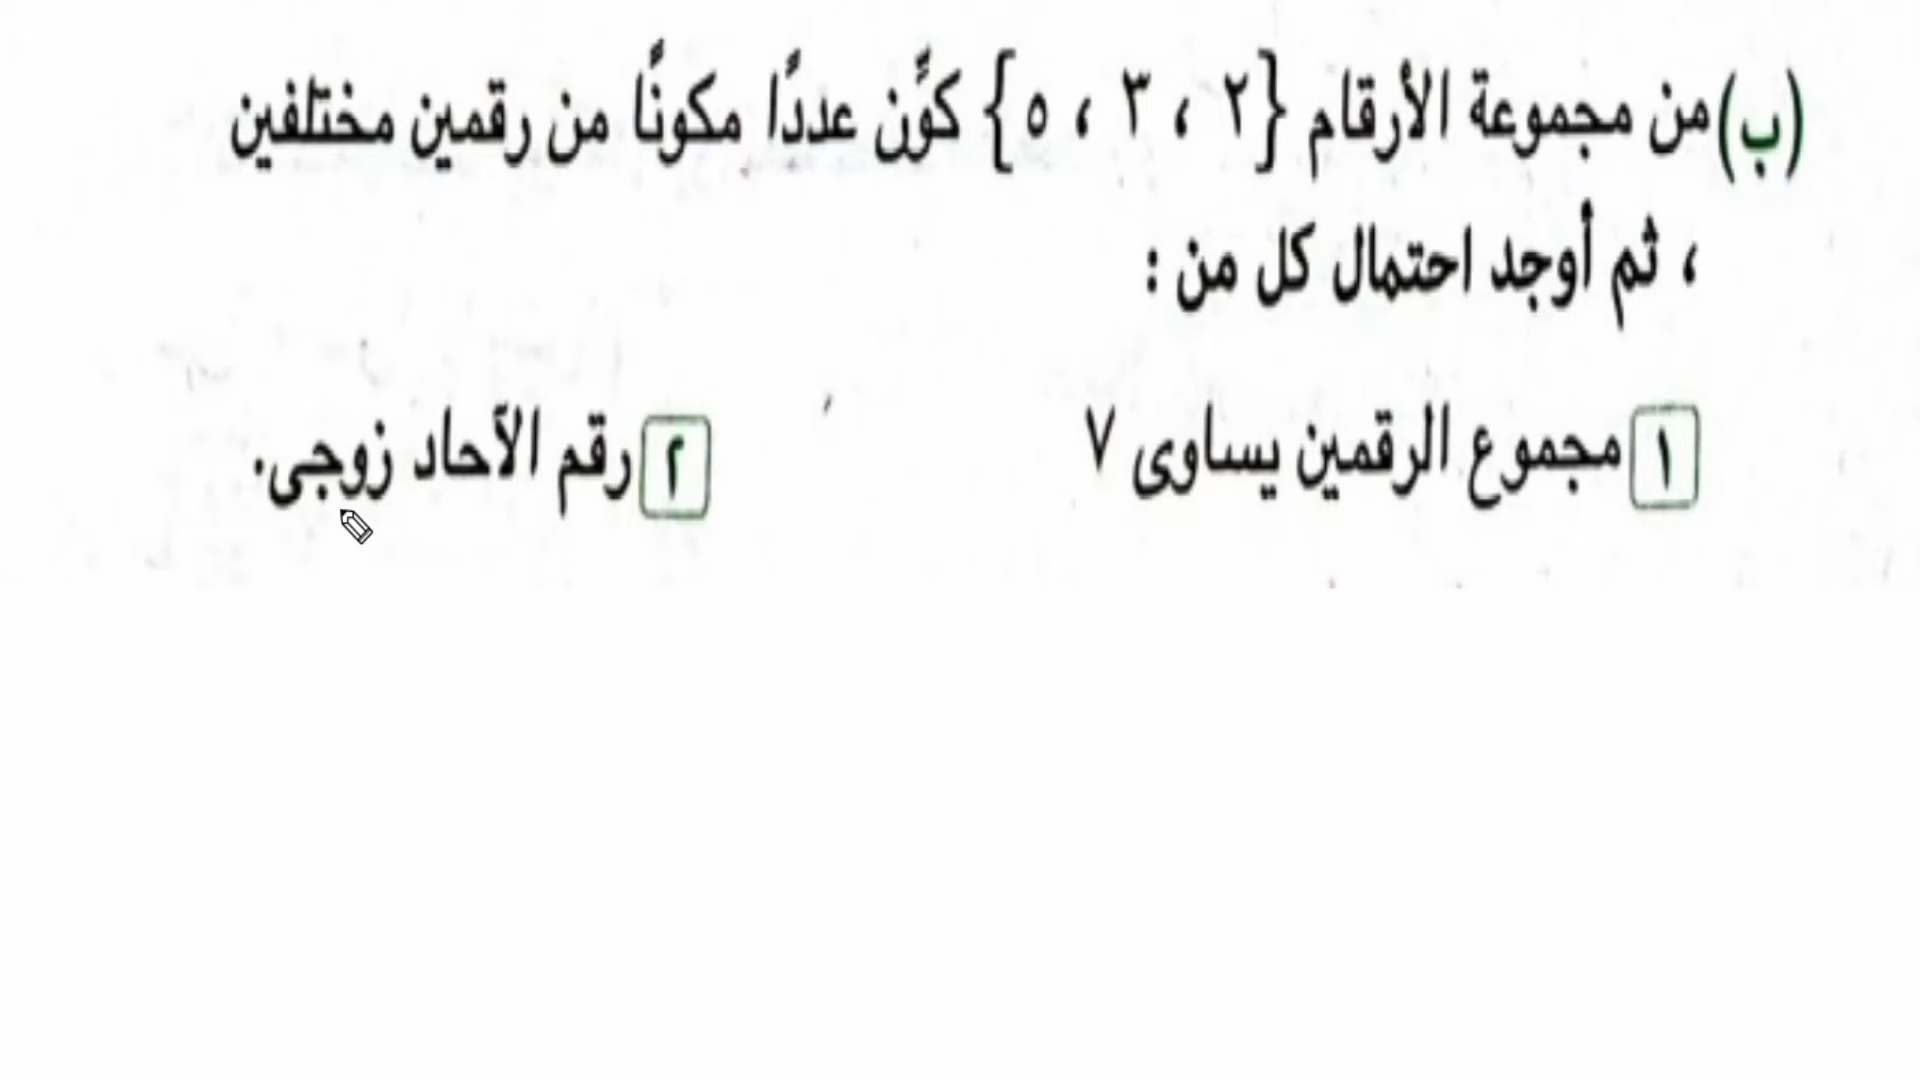 (ب) من مجموعة الأرقام {٢ ، ٣ ، ٥} كوِّن عددًا مكونًا من رقمين مختلفين
، ثم أوجد احتمال كل من :
١ مجموع الرقمين يساوى ٧ ٢ رقم الآحاد زوجى.